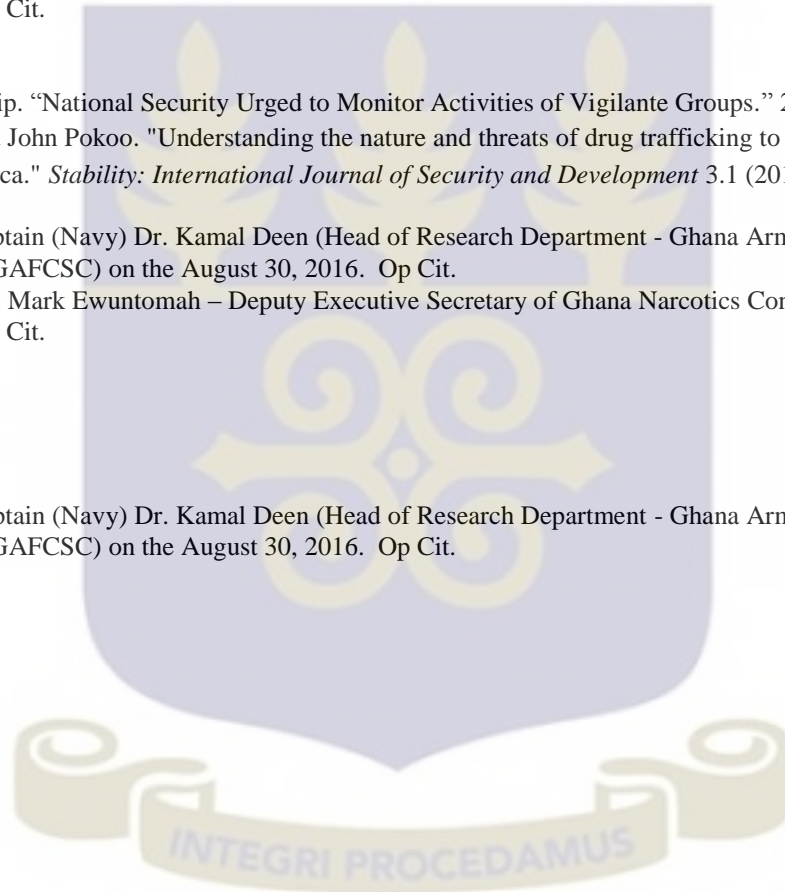 Cit.
ip. “National Security Urged to Monitor Activities of Vigilante Groups.” 2
John Pokoo. "Understanding the nature and threats of drug trafficking to
ca." Stability: International Journal of Security and Development 3.1 (201
ptain (Navy) Dr. Kamal Deen (Head of Research Department - Ghana Arm
GAFCSC) on the August 30, 2016. Op Cit.
Mark Ewuntomah – Deputy Executive Secretary of Ghana Narcotics Con
Cit.
ptain (Navy) Dr. Kamal Deen (Head of Research Department - Ghana Arm
GAFCSC) on the August 30, 2016. Op Cit.
INTEGRI PROCEDAMUS